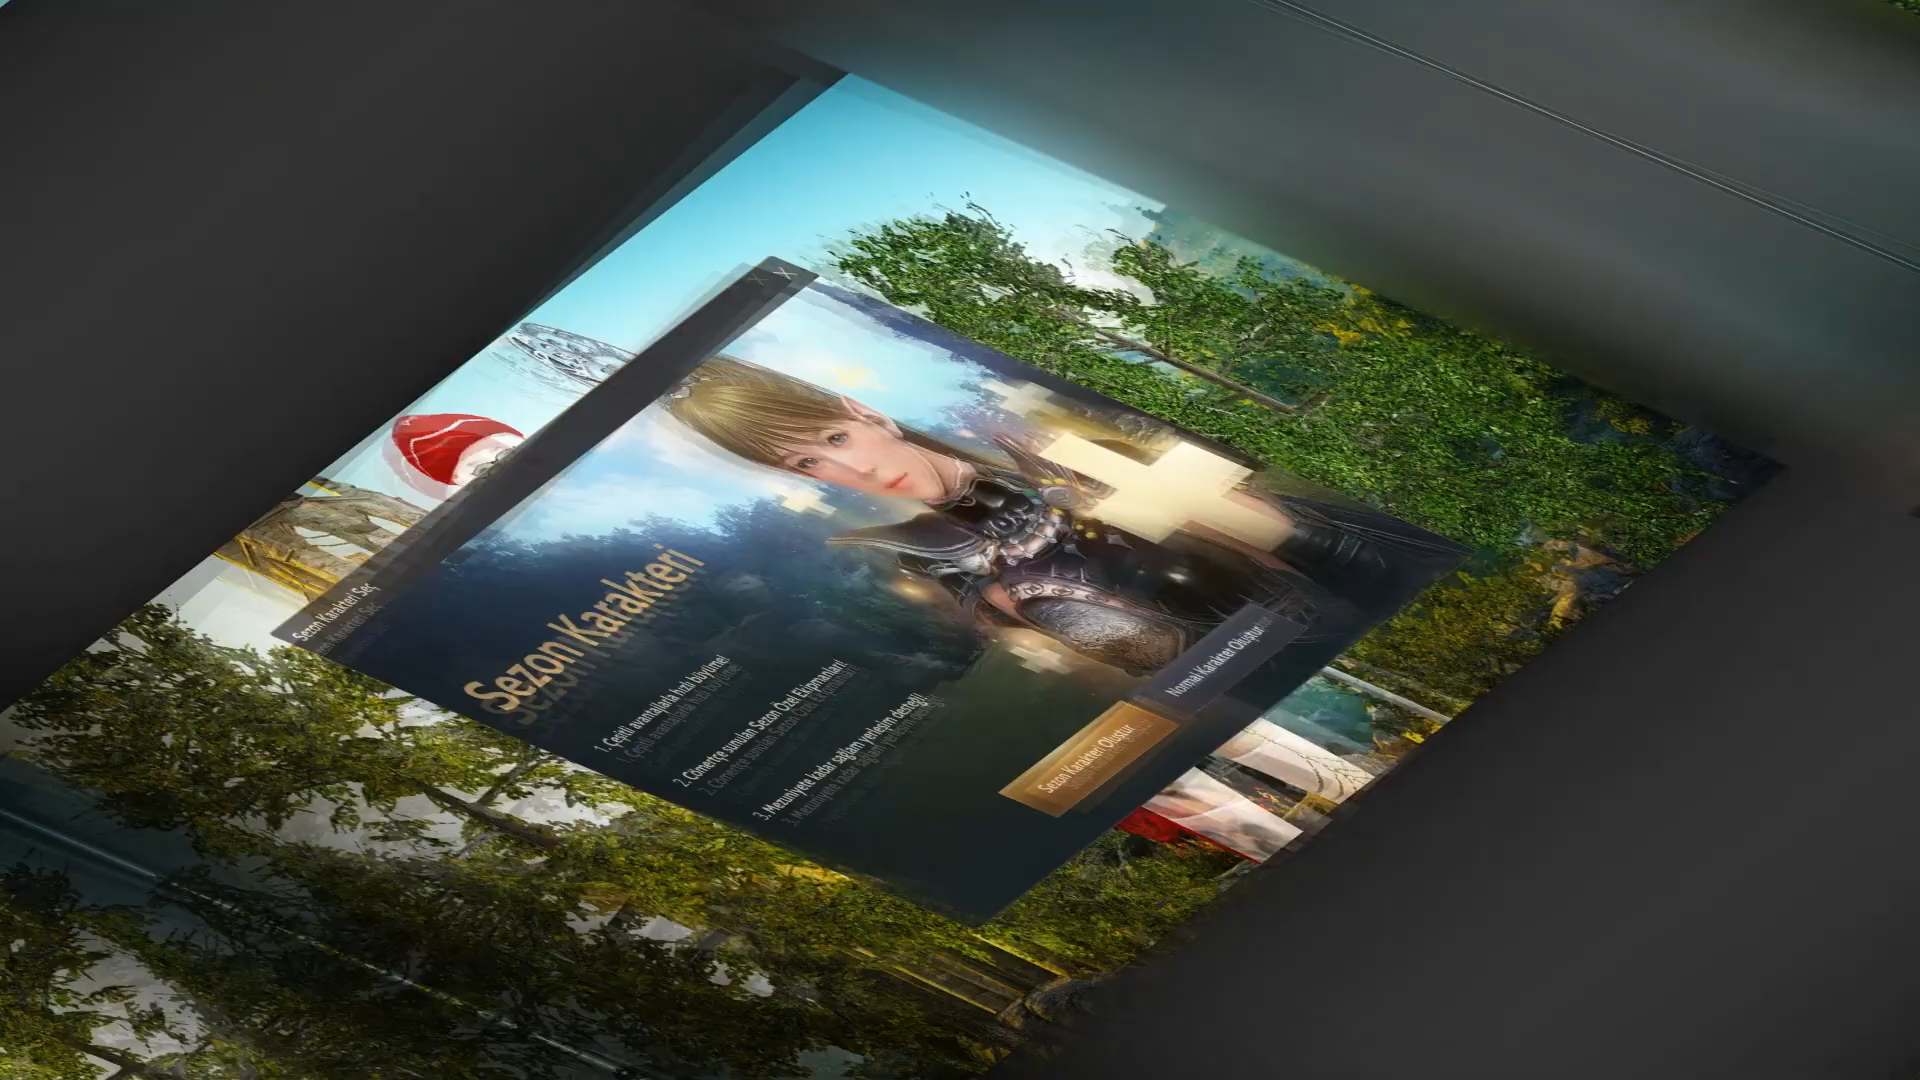 Sezon Karakteri Seç
Sezon Karakteri
1. Çeşitli avantajlarla hızlı büyüme!
2. Cömertçe sunulan Sezon Özel Ekipmanları!
3. Mezuniyete kadar sağlam yerleşim desteği!
Normal Karakter Oluştur
Sezon Karakteri Oluştur